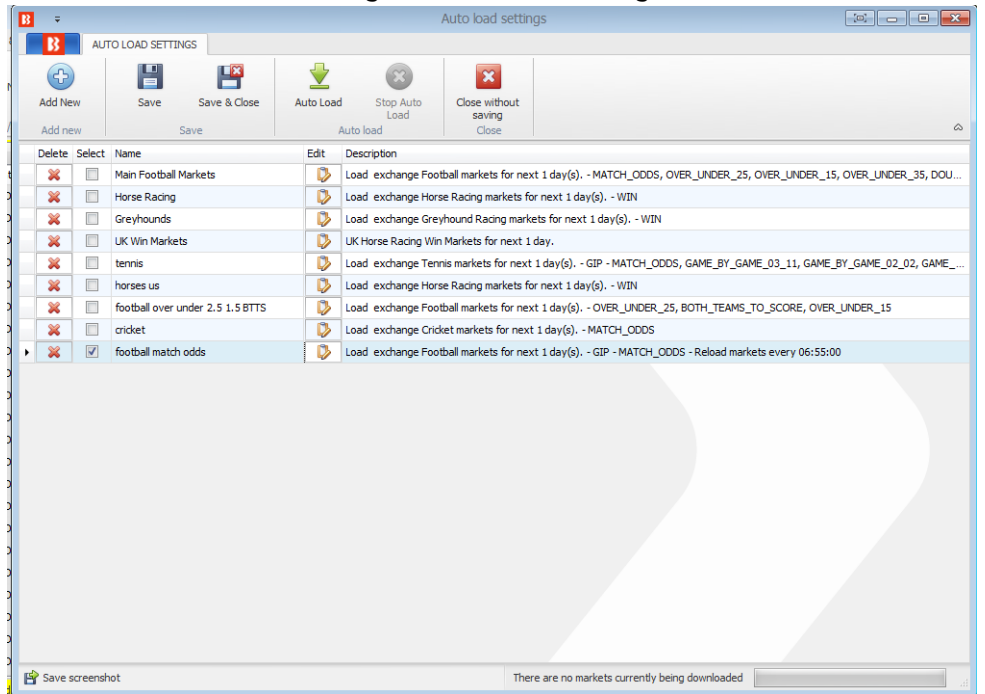 Auto load settings
AUTO LOAD SETTINGS
Add New
Save
Save & Close
Auto Load
Stop Auto Load
Close without saving
Add new
Save
Auto load
Close
Delete Select Name Edit Description
Main Football Markets Load exchange Football markets for next 1 day(s). - MATCH_ODDS, OVER_UNDER_25, OVER_UNDER_15, OVER_UNDER_35, DOU...
Horse Racing Load exchange Horse Racing markets for next 1 day(s). - WIN
Greyhounds Load exchange Greyhound Racing markets for next 1 day(s). - WIN
UK Win Markets UK Horse Racing Win Markets for next 1 day.
tennis Load exchange Tennis markets for next 1 day(s). - GIP - MATCH_ODDS, GAME_BY_GAME_03_11, GAME_BY_GAME_02_02, GAME_...
horses us Load exchange Horse Racing markets for next 1 day(s). - WIN
football over under 2.5 1.5 BTTS Load exchange Football markets for next 1 day(s). - OVER_UNDER_25, BOTH_TEAMS_TO_SCORE, OVER_UNDER_15
cricket Load exchange Cricket markets for next 1 day(s). - MATCH_ODDS
football match odds Load exchange Football markets for next 1 day(s). - GIP - MATCH_ODDS - Reload markets every 06:55:00
Save screenshot There are no markets currently being downloaded